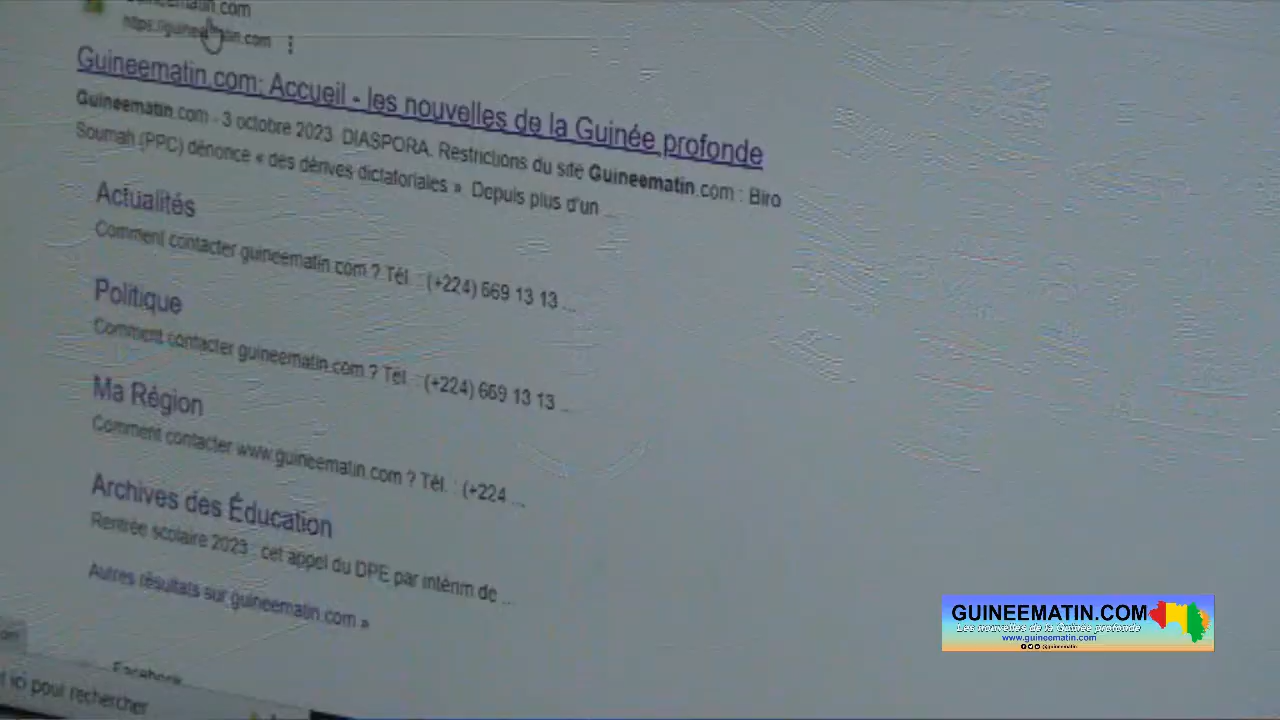 https://guineematin.com
Guineematin.com: Accueil - les nouvelles de la Guinée profonde
Guineematin.com - 3 octobre 2023 DIASPORA. Restrictions du site Guineematin.com : Biro
Soumah (PPC) dénonce « des dérives dictatoriales ». Depuis plus d'un ...
Actualités
Comment contacter guineematin.com ? Tél. : (+224) 669 13 13 ...
Politique
Comment contacter guineematin.com ? Tél. : (+224) 669 13 13 ...
Ma Région
Comment contacter www.guineematin.com ? Tél. : (+224 ...
Archives des Éducation
Rentrée scolaire 2023 : cet appel du DPE par intérim de ...
Autres résultats sur guineematin.com »
Facebook
ici pour rechercher
GUINEEMATIN.COM
Les nouvelles de la Guinée profonde
www.guineematin.com
@guineematin